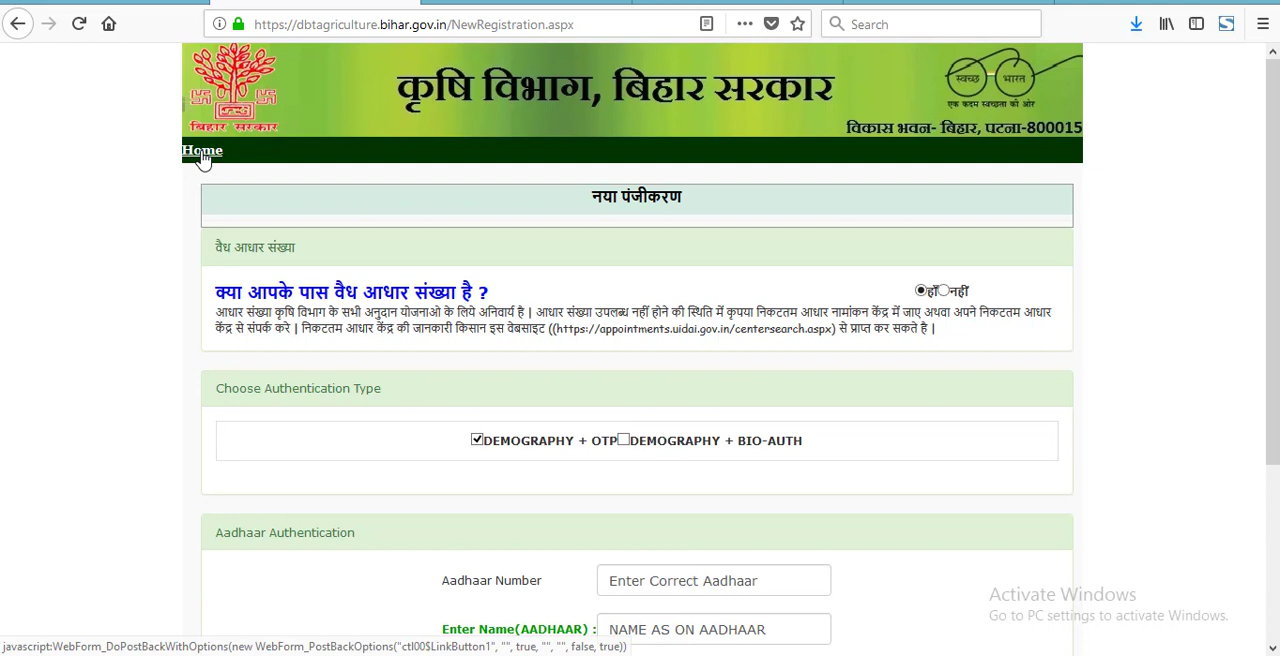 https://dbtagriculture.bihar.gov.in/NewRegistration.aspx
Search
कृषि विभाग, बिहार सरकार
स्वच्छ भारत
एक कदम स्वच्छता की ओर
बिहार सरकार
विकास भवन- बिहार, पटना-800015
Home
नया पंजीकरण
वैध आधार संख्या
क्या आपके पास वैध आधार संख्या है ?
हाँ नहीं
आधार संख्या कृषि विभाग के सभी अनुदान योजनाओ के लिये अनिवार्य है | आधार संख्या उपलब्ध नहीं होने की स्थिति में कृपया निकटतम आधार नामांकन केंद्र में जाए अथवा अपने निकटतम आधार
केंद्र से संपर्क करे | निकटतम आधार केंद्र की जानकारी किसान इस वेबसाइट ((https://appointments.uidai.gov.in/centersearch.aspx) से प्राप्त कर सकते है |
Choose Authentication Type
DEMOGRAPHY + OTP DEMOGRAPHY + BIO-AUTH
Aadhaar Authentication
Aadhaar Number Enter Correct Aadhaar
Enter Name(AADHAAR) : NAME AS ON AADHAAR
Activate Windows
Go to PC settings to activate Windows.
javascript:WebForm_DoPostBackWithOptions(new WebForm_PostBackOptions("ctl00$LinkButton1", "", true, "", "", false, true))